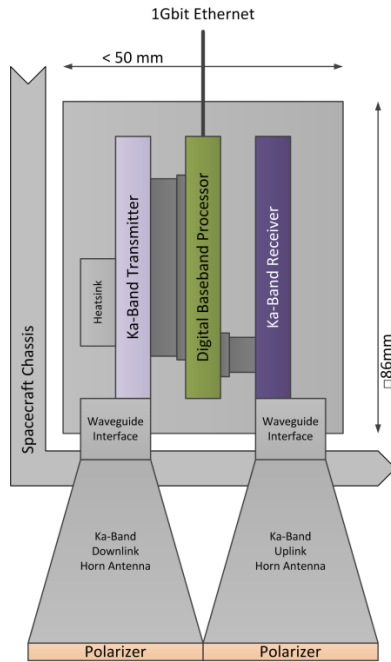 1Gbit Ethernet
< 50 mm
Spacecraft Chassis
Heatsink
Ka-Band Transmitter
Digital Baseband Processor
Ka-Band Receiver
□86mm
Waveguide
Interface
Waveguide
Interface
Ka-Band
Downlink
Horn Antenna
Ka-Band
Uplink
Horn Antenna
Polarizer
Polarizer